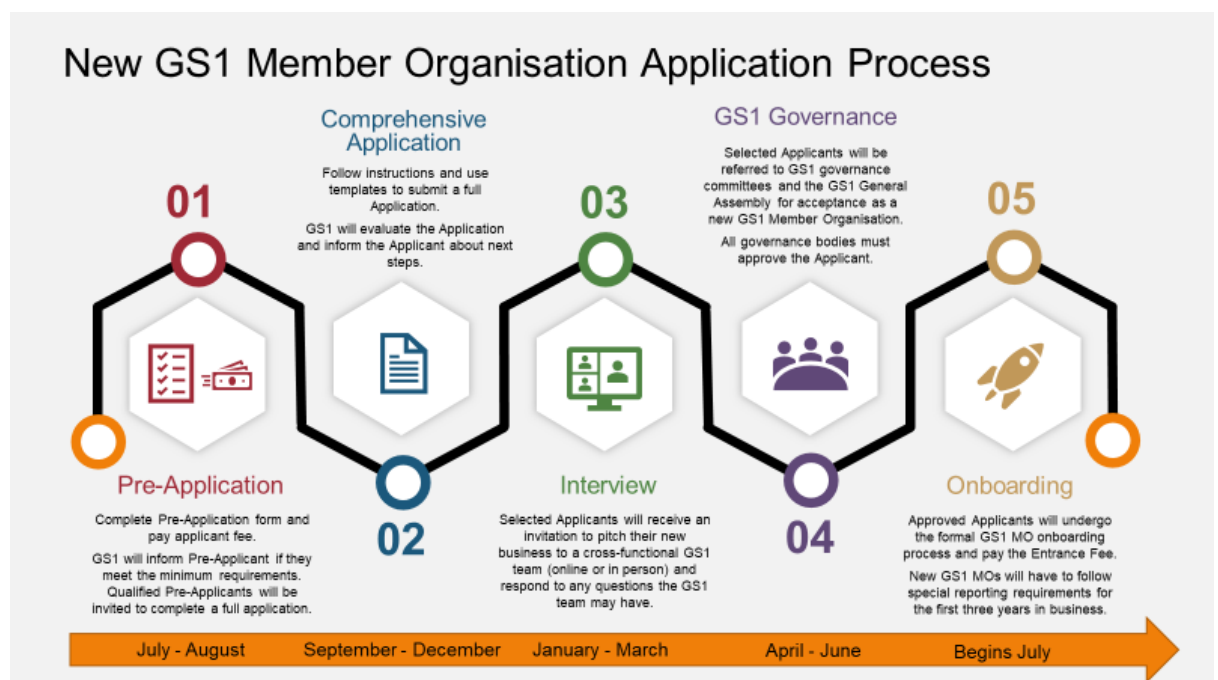 New GS1 Member Organisation Application Process
01
Pre-Application
Complete Pre-Application form and
pay applicant fee.
GS1 will inform Pre-Applicant if they
meet the minimum requirements.
Qualified Pre-Applicants will be
invited to complete a full application.
July - August
Comprehensive
Application
Follow instructions and use
templates to submit a full
Application.
GS1 will evaluate the Application
and inform the Applicant about next
steps.
02
September - December
03
Interview
Selected Applicants will receive an
invitation to pitch their new
business to a cross-functional GS1
team (online or in person) and
respond to any questions the GS1
team may have.
January - March
GS1 Governance
Selected Applicants will be
referred to GS1 governance
committees and the GS1 General
Assembly for acceptance as a
new GS1 Member Organisation.
All governance bodies must
approve the Applicant.
04
April - June
05
Onboarding
Approved Applicants will undergo
the formal GS1 MO onboarding
process and pay the Entrance Fee.
New GS1 MOs will have to follow
special reporting requirements for
the first three years in business.
Begins July